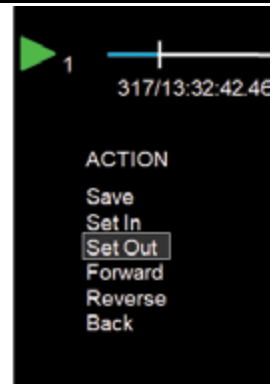 1
317/13:32:42.46
ACTION
Save
Set In
Set Out
Forward
Reverse
Back